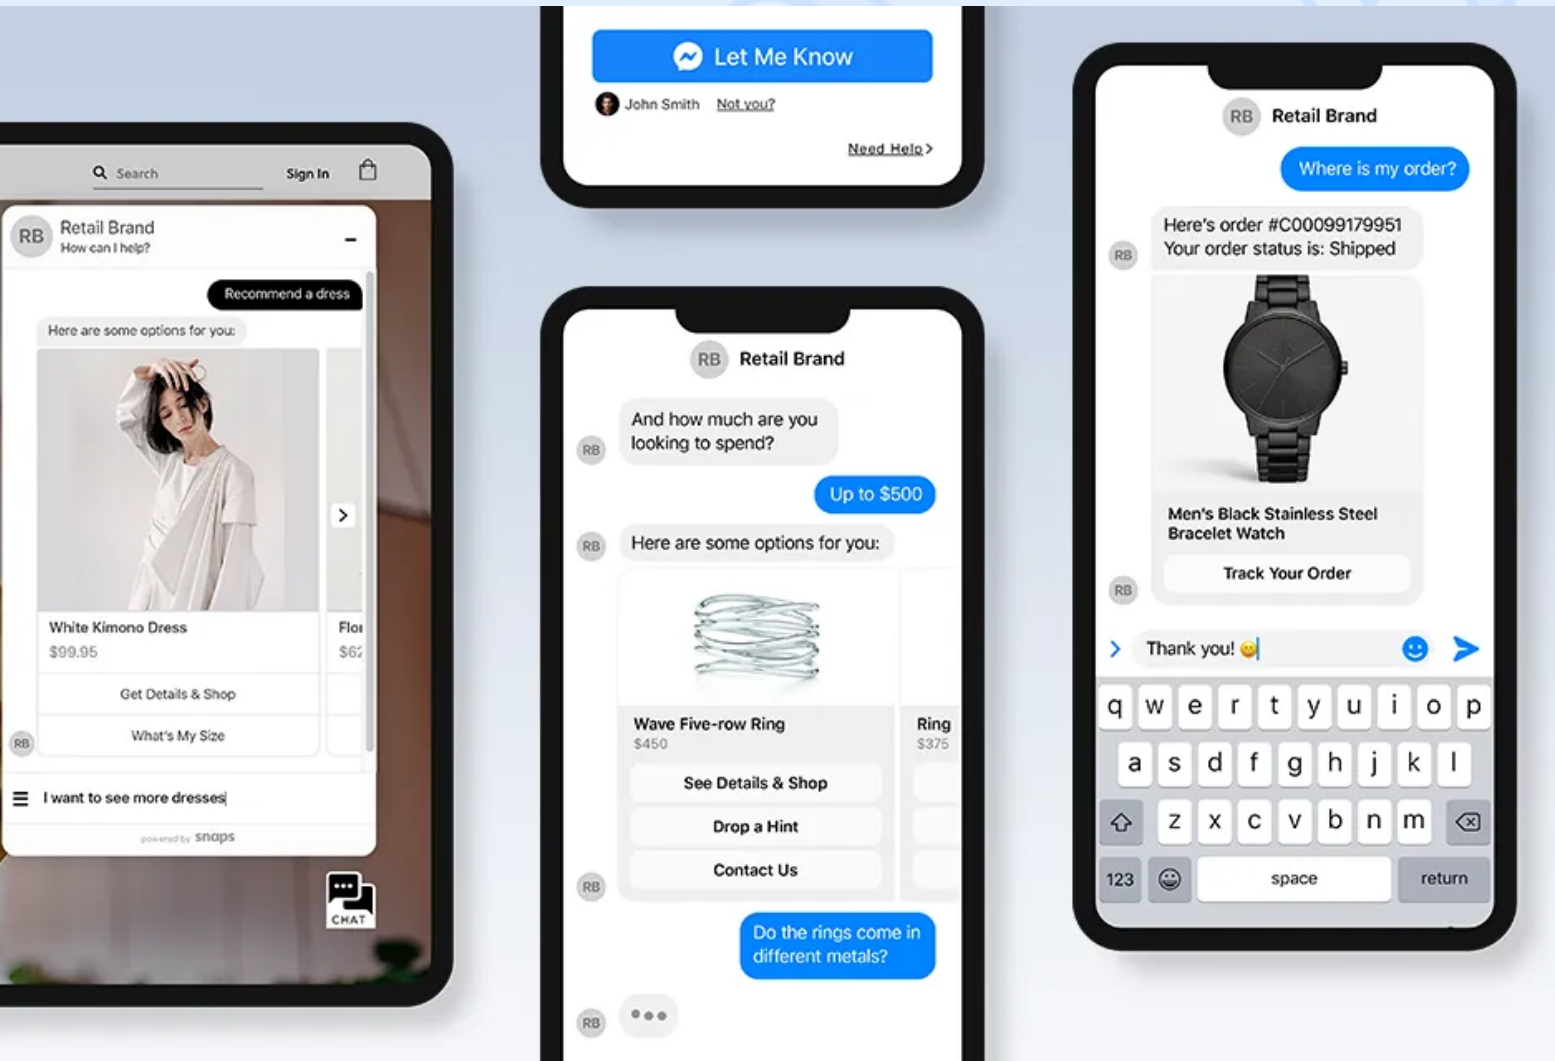 Search
Sign In
RB
Retail Brand
How can I help?
Recommend a dress
Here are some options for you:
White Kimono Dress
$99.95
Get Details & Shop
What's My Size
RB
$62
I want to see more dresses
powered by snaps
CHAT
Let Me Know
John Smith Not you?
Need Help >
RB Retail Brand
And how much are you
looking to spend?
RB
Up to $500
RB
Here are some options for you:
Wave Five-row Ring
$450
See Details & Shop
Drop a Hint
Contact Us
RB
Ring
$375
Do the rings come in
different metals?
RB
RB Retail Brand
Where is my order?
Here's order #C00099179951
Your order status is: Shipped
RB
Men's Black Stainless Steel
Bracelet Watch
Track Your Order
RB
Thank you! 😀
q w e r t y u i o p
a s d f g h j k l
z x c v b n m
123 space return